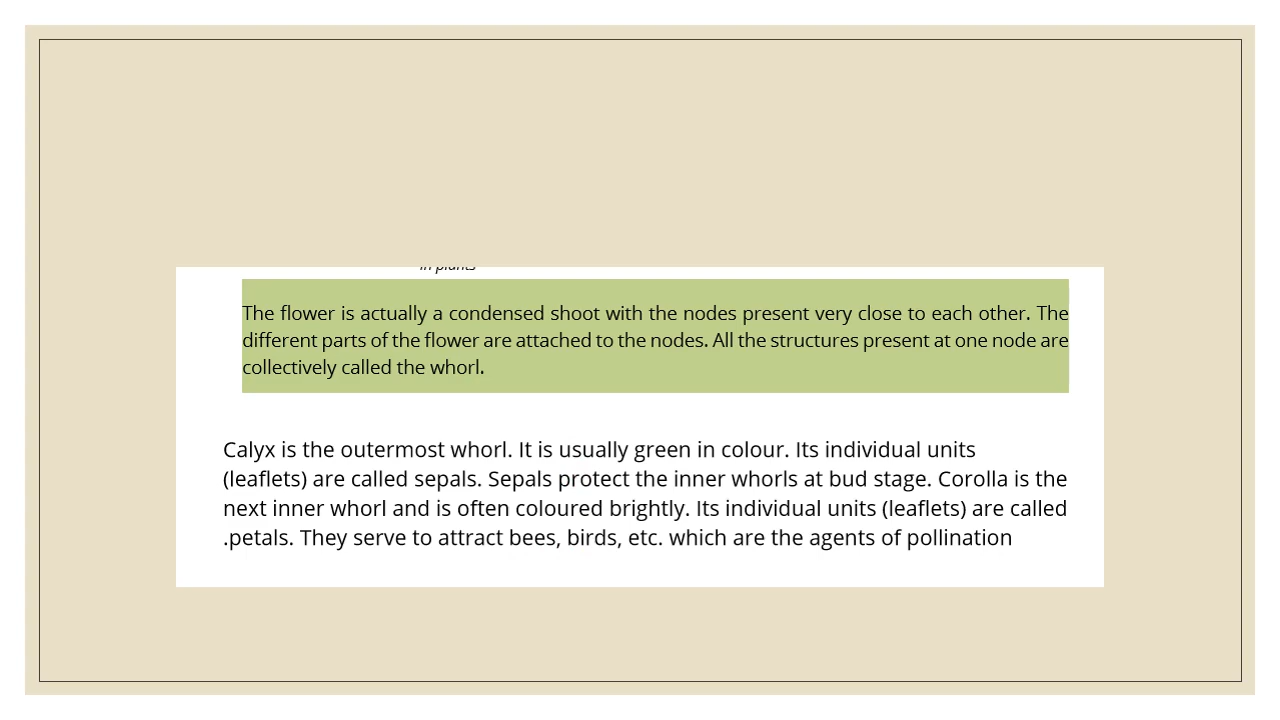 in plants
The flower is actually a condensed shoot with the nodes present very close to each other. The
different parts of the flower are attached to the nodes. All the structures present at one node are
collectively called the whorl.
Calyx is the outermost whorl. It is usually green in colour. Its individual units
(leaflets) are called sepals. Sepals protect the inner whorls at bud stage. Corolla is the
next inner whorl and is often coloured brightly. Its individual units (leaflets) are called
.petals. They serve to attract bees, birds, etc. which are the agents of pollination